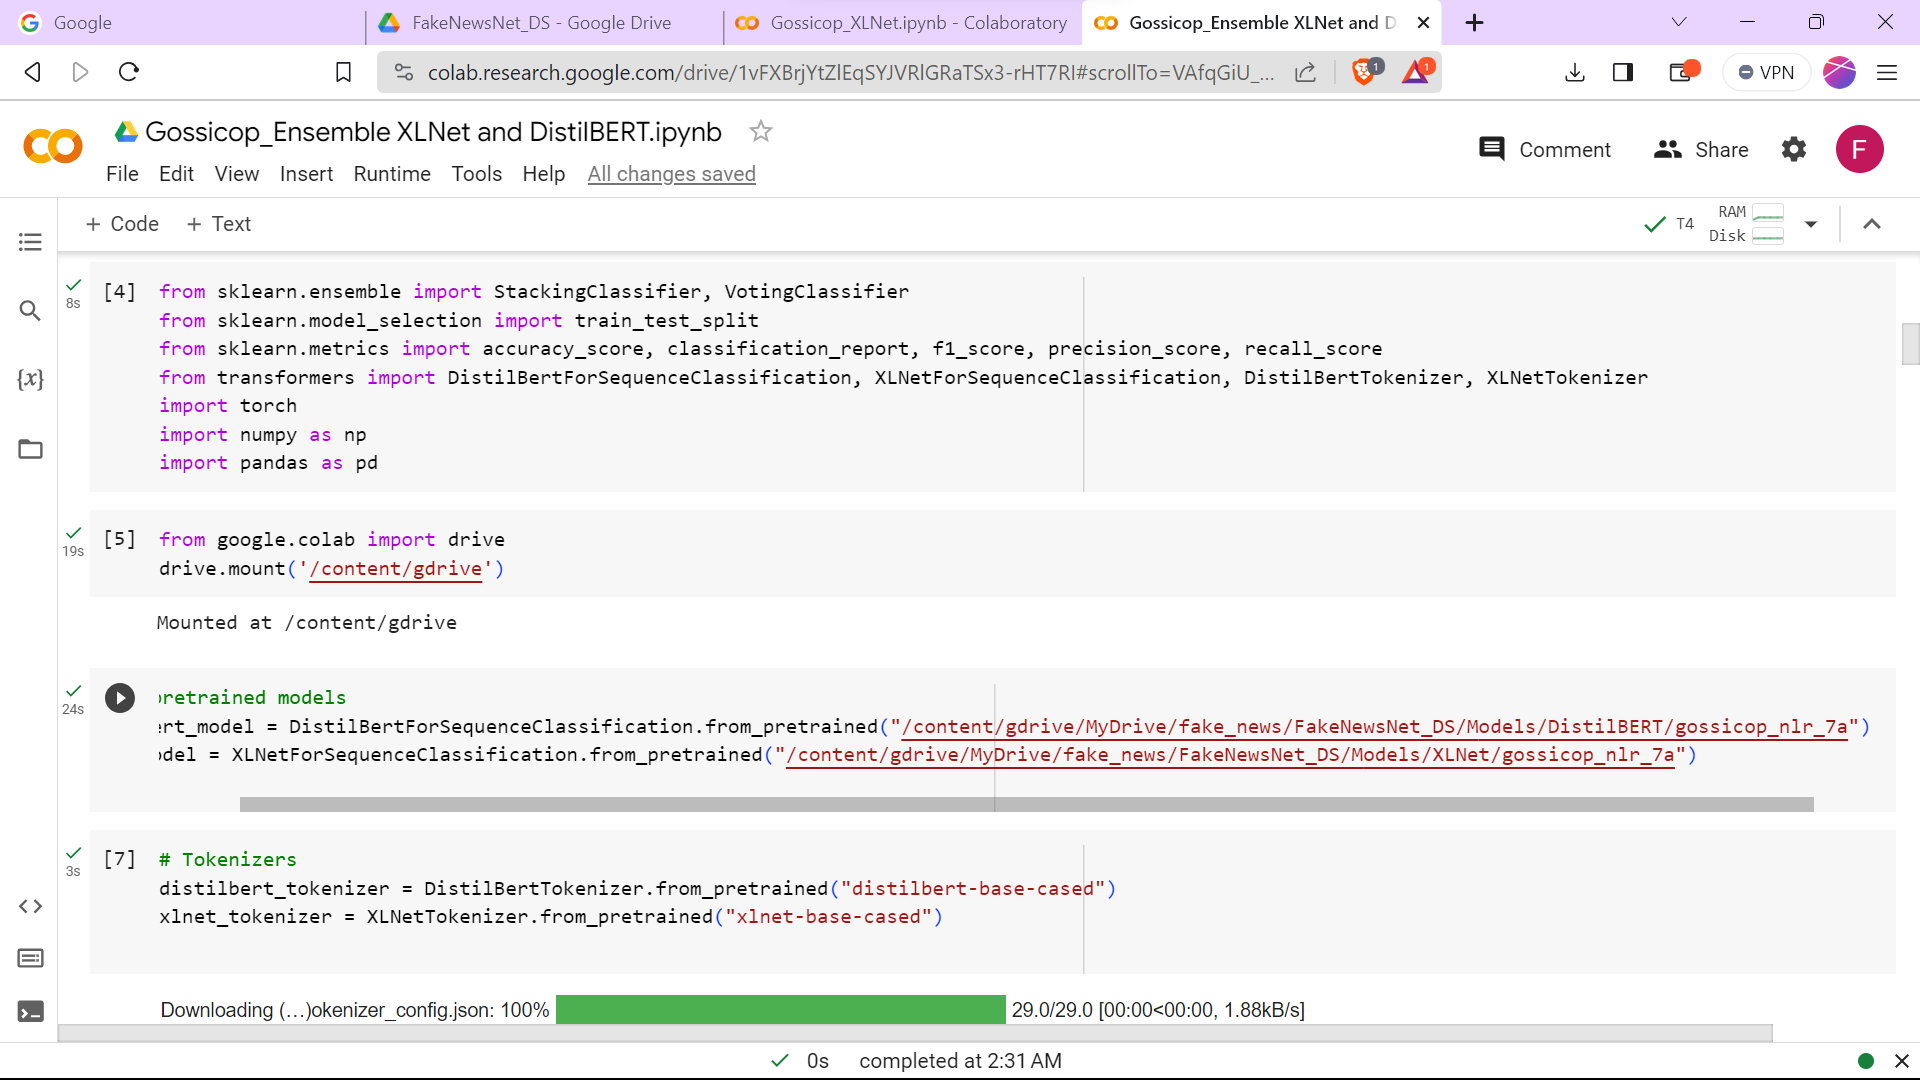 Google
FakeNewsNet_DS - Google Drive
Gossicop_XLNet.ipynb - Colaboratory
Gossicop_Ensemble XLNet and D
colab.research.google.com/drive/1vFXBrjYtZlEqSYJVRlGRaTSx3-rHT7RI#scrollTo=VAfqGiU_...
1
1
VPN
Gossicop_Ensemble XLNet and DistilBERT.ipynb
Comment
Share
F
File Edit View Insert Runtime Tools Help All changes saved
+ Code + Text
T4
RAM
Disk
8s
[4] from sklearn.ensemble import StackingClassifier, VotingClassifier
from sklearn.model_selection import train_test_split
from sklearn.metrics import accuracy_score, classification_report, f1_score, precision_score, recall_score
from transformers import DistilBertForSequenceClassification, XLNetForSequenceClassification, DistilBertTokenizer, XLNetTokenizer
import torch
import numpy as np
import pandas as pd
19s
[5] from google.colab import drive
drive.mount('/content/gdrive')
Mounted at /content/gdrive
24s
pretrained models
ert_model = DistilBertForSequenceClassification.from_pretrained("/content/gdrive/MyDrive/fake_news/FakeNewsNet_DS/Models/DistilBERT/gossicop_nlr_7a")
odel = XLNetForSequenceClassification.from_pretrained("/content/gdrive/MyDrive/fake_news/FakeNewsNet_DS/Models/XLNet/gossicop_nlr_7a")
3s
[7] # Tokenizers
distilbert_tokenizer = DistilBertTokenizer.from_pretrained("distilbert-base-cased")
xlnet_tokenizer = XLNetTokenizer.from_pretrained("xlnet-base-cased")
Downloading (…)okenizer_config.json: 100% 29.0/29.0 [00:00<00:00, 1.88kB/s]
0s completed at 2:31 AM